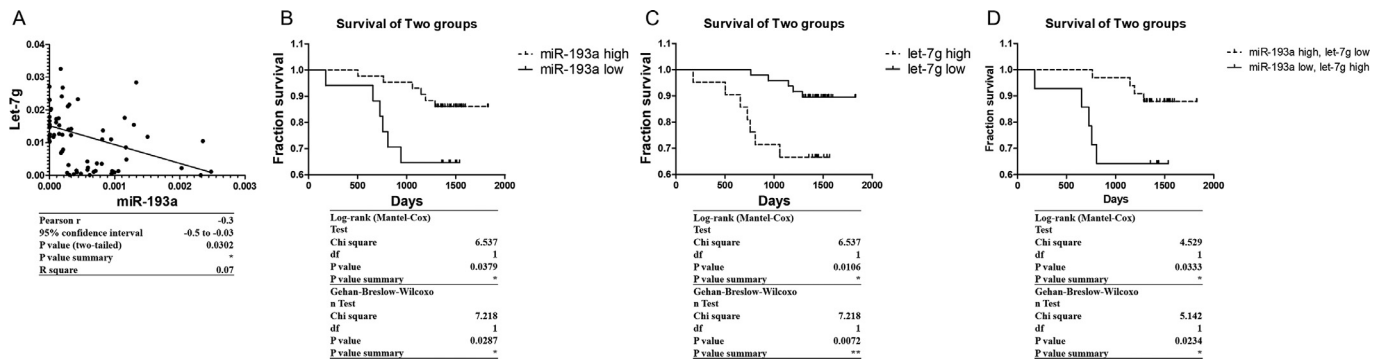 A
Let-7g
0.04
0.03
0.02
0.01
0.00
0.000
0.001
0.002
0.003
miR-193a
Pearson r -0.3
95% confidence interval -0.5 to -0.03
P value (two-tailed) 0.0302
P value summary *
R square 0.07
B
Survival of Two groups
Fraction survival
1.1
1.0
0.9
0.8
0.7
0.6
0
500
1000
1500
2000
Days
miR-193a high
miR-193a low
Log-rank (Mantel-Cox)
Test
Chi square 6.537
df 1
P value 0.0379
P value summary *
Gehan-Breslow-Wilcoxo
n Test
Chi square 7.218
df 1
P value 0.0287
P value summary *
C
Survival of Two groups
Fraction survival
1.1
1.0
0.9
0.8
0.7
0.6
0
500
1000
1500
2000
Days
let-7g high
let-7g low
Log-rank (Mantel-Cox)
Test
Chi square 6.537
df 1
P value 0.0106
P value summary *
Gehan-Breslow-Wilcoxo
n Test
Chi square 7.218
df 1
P value 0.0072
P value summary **
D
Survival of Two groups
Fraction survival
1.1
1.0
0.9
0.8
0.7
0.6
0.5
0
500
1000
1500
2000
Days
miR-193a high, let-7g low
miR-193a low, let-7g high
Log-rank (Mantel-Cox)
Test
Chi square 4.529
df 1
P value 0.0333
P value summary *
Gehan-Breslow-Wilcoxo
n Test
Chi square 5.142
df 1
P value 0.0234
P value summary *